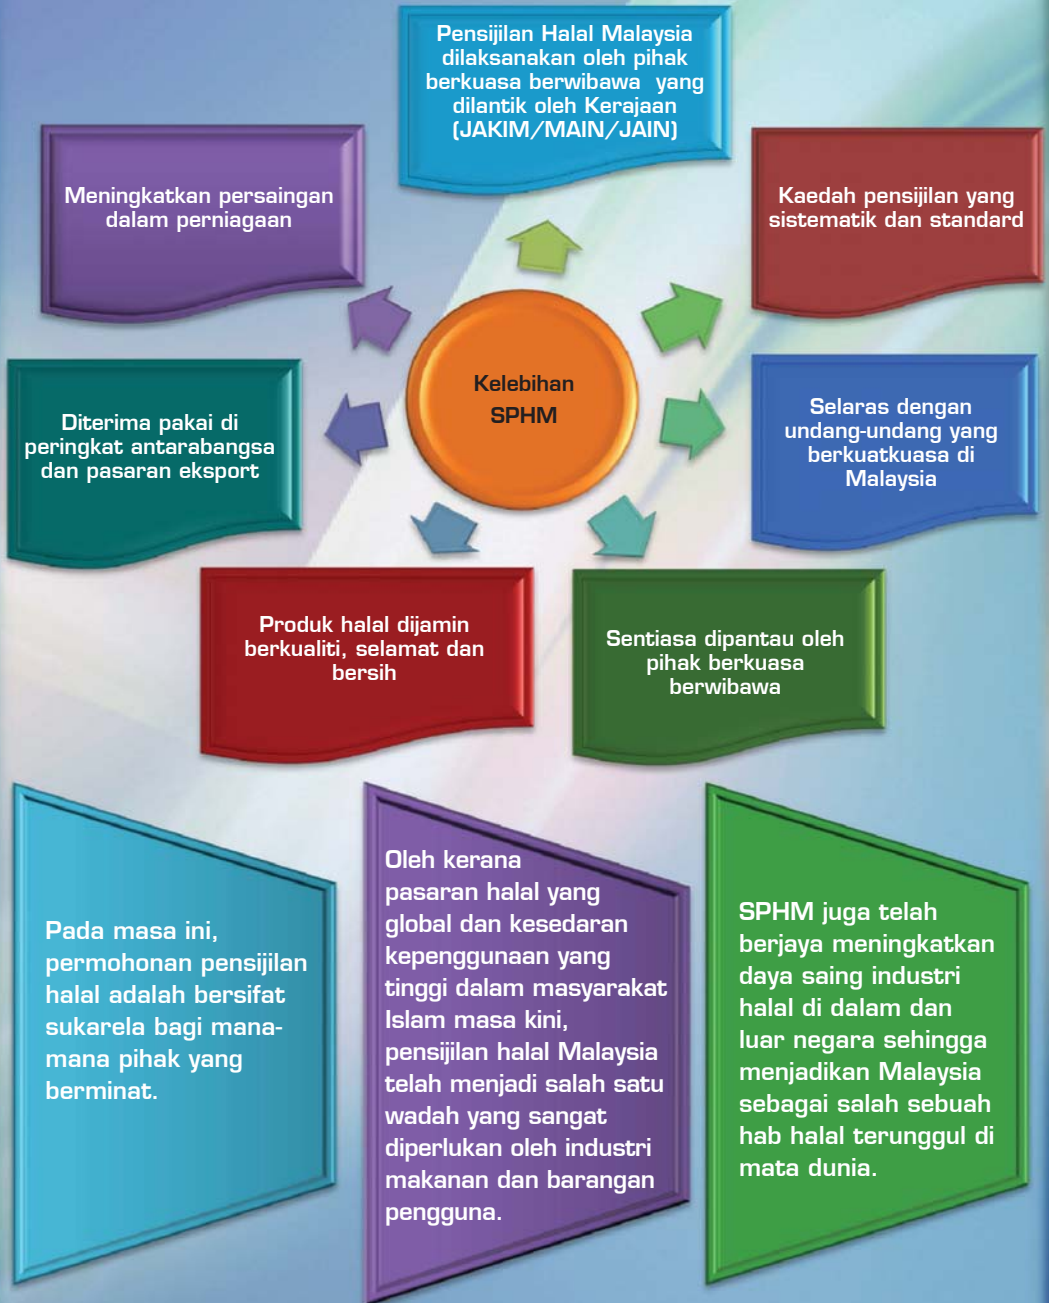 Pensijilan Halal Malaysia
dilaksanakan oleh pihak
berkuasa berwibawa yang
dilantik oleh Kerajaan
(JAKIM/MAIN/JAIN)
Meningkatkan persaingan
dalam perniagaan
Kaedah pensijilan yang
sistematik dan standard
Kelebihan
SPHM
Diterima pakai di
peringkat antarabangsa
dan pasaran eksport
Selaras dengan
undang-undang yang
berkuatkuasa di
Malaysia
Produk halal dijamin
berkualiti, selamat dan
bersih
Sentiasa dipantau oleh
pihak berkuasa
berwibawa
Pada masa ini,
permohonan pensijilan
halal adalah bersifat
sukarela bagi mana-
mana pihak yang
berminat.
Oleh kerana
pasaran halal yang
global dan kesedaran
kepenggunaan yang
tinggi dalam masyarakat
Islam masa kini,
pensijilan halal Malaysia
telah menjadi salah satu
wadah yang sangat
diperlukan oleh industri
makanan dan barangan
pengguna.
SPHM juga telah
berjaya meningkatkan
daya saing industri
halal di dalam dan
luar negara sehingga
menjadikan Malaysia
sebagai salah sebuah
hab halal terunggul di
mata dunia.